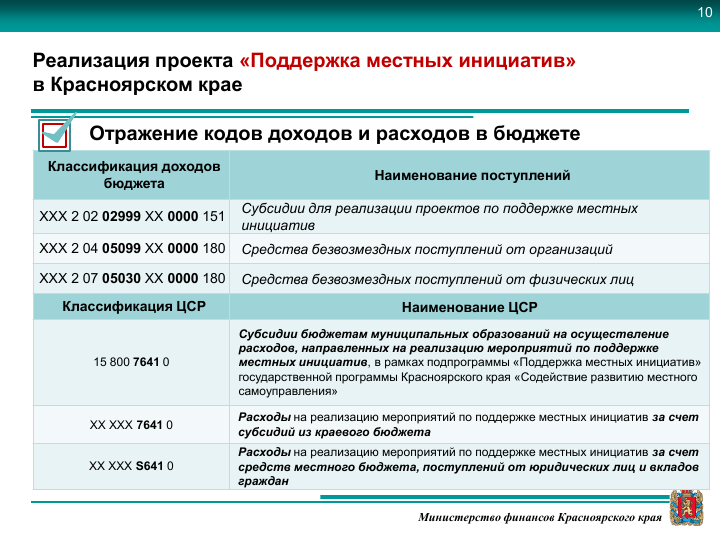 10
Реализация проекта «Поддержка местных инициатив»
в Красноярском крае
Отражение кодов доходов и расходов в бюджете
Классификация доходов
бюджета
Наименование поступлений
ХХХ 2 02 02999 ХХ 0000 151
Субсидии для реализации проектов по поддержке местных
инициатив
ХХХ 2 04 05099 ХХ 0000 180
Средства безвозмездных поступлений от организаций
ХХХ 2 07 05030 ХХ 0000 180
Средства безвозмездных поступлений от физических лиц
Классификация ЦСР
Наименование ЦСР
15 800 7641 0
Субсидии бюджетам муниципальных образований на осуществление
расходов, направленных на реализацию мероприятий по поддержке
местных инициатив, в рамках подпрограммы «Поддержка местных инициатив»
государственной программы Красноярского края «Содействие развитию местного
самоуправления»
ХХ ХХХ 7641 0
Расходы на реализацию мероприятий по поддержке местных инициатив за счет
субсидий из краевого бюджета
ХХ ХХХ S641 0
Расходы на реализацию мероприятий по поддержке местных инициатив за счет
средств местного бюджета, поступлений от юридических лиц и вкладов
граждан
Министерство финансов Красноярского края